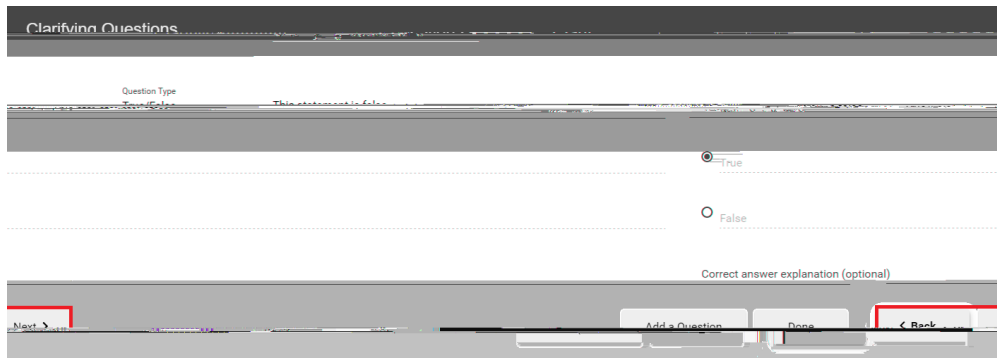 Clarifying Questions
Question Type
True/False This statement is false
True
False
Correct answer explanation (optional)
Next Add a Question Done Back